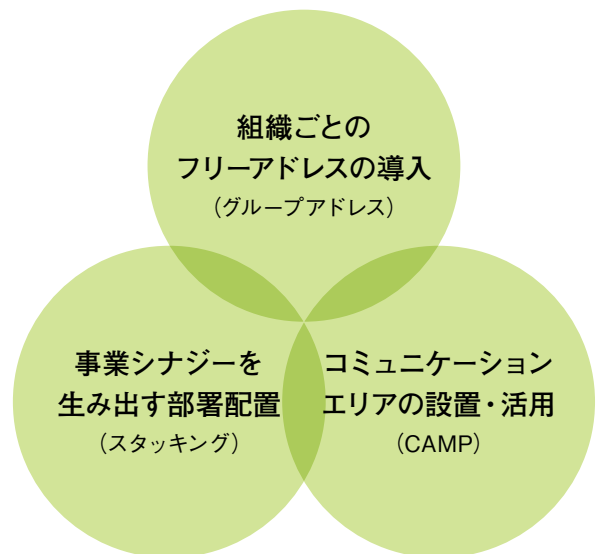 組織ごとの
フリーアドレスの導入
（グループアドレス）
事業シナジーを
生み出す部署配置
（スタッキング）
コミュニケーション
エリアの設置・活用
（CAMP）